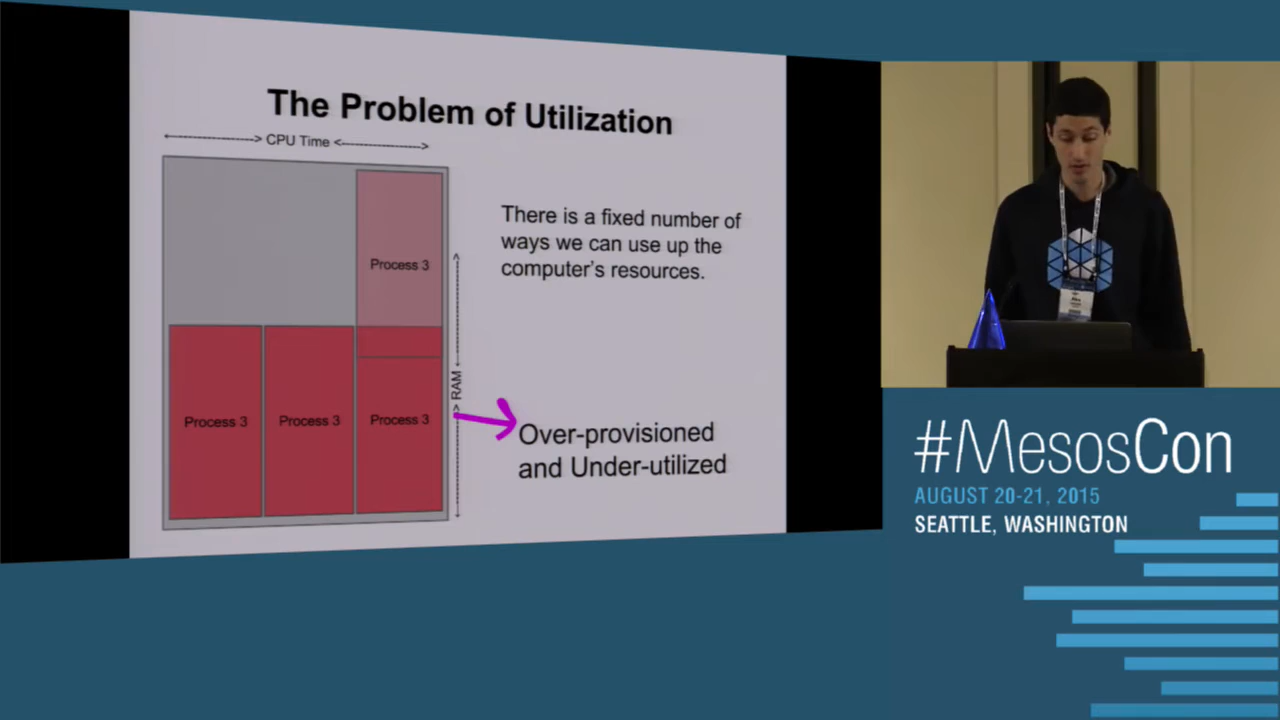 The Problem of Utilization
CPU Time
Process 3
There is a fixed number of
ways we can use up the
computer's resources.
RAM
Process 3
Process 3
Process 3
Over-provisioned
and Under-utilized
#MesosCon
AUGUST 20-21, 2015
SEATTLE, WASHINGTON